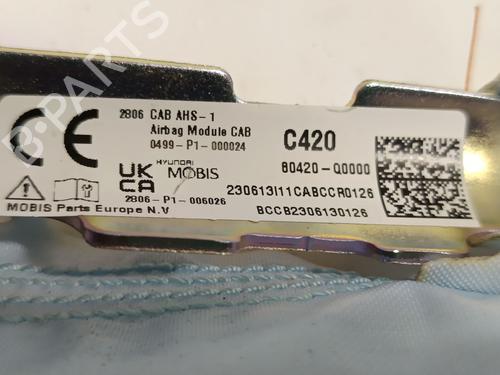 B-PARTS
2806 CAB AHS-1
Airbag Module CAB
0499-P1-000024
CE
C420
80420-Q0000
UK
CA
HYUNDAI
MOBIS
2806-P1-006026
230613I11CABCCR0126
BCCB2306130126
MOBIS Parts Europe N.V